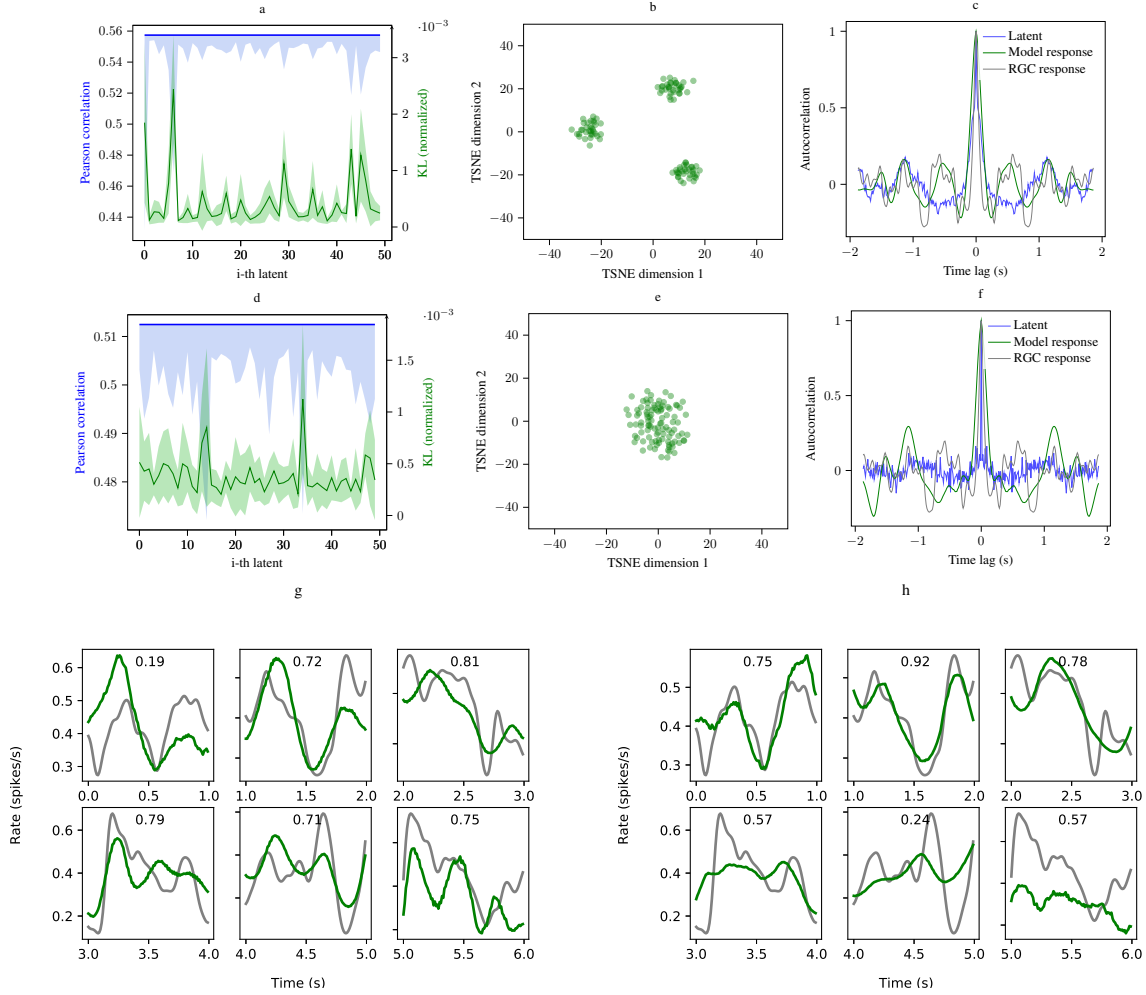 a
b
c
·10⁻³
0.56
0.54
0.52
0.5
0.48
0.46
0.44
Pearson correlation
3
2
1
0
KL (normalized)
0
10
20
30
40
50
i-th latent
40
20
0
−20
−40
TSNE dimension 2
−40
−20
0
20
40
TSNE dimension 1
1
0.5
0
Autocorrelation
Latent
Model response
RGC response
−2
−1
0
1
2
Time lag (s)
d
e
f
·10⁻³
0.51
0.5
0.49
0.48
Pearson correlation
1.5
1
0.5
0
KL (normalized)
0
10
20
30
40
50
i-th latent
40
20
0
−20
−40
TSNE dimension 2
−40
−20
0
20
40
TSNE dimension 1
1
0.5
0
Autocorrelation
Latent
Model response
RGC response
−2
−1
0
1
2
Time lag (s)
g
h
Rate (spikes/s)
0.6
0.5
0.4
0.3
0.19
0.72
0.81
0.0 0.5 1.0
1.0 1.5 2.0
2.0 2.5 3.0
0.6
0.4
0.2
0.79
0.71
0.75
3.0 3.5 4.0
4.0 4.5 5.0
5.0 5.5 6.0
Time (s)
Rate (spikes/s)
0.5
0.4
0.3
0.75
0.92
0.78
0.0 0.5 1.0
1.0 1.5 2.0
2.0 2.5 3.0
0.6
0.4
0.2
0.57
0.24
0.57
3.0 3.5 4.0
4.0 4.5 5.0
5.0 5.5 6.0
Time (s)